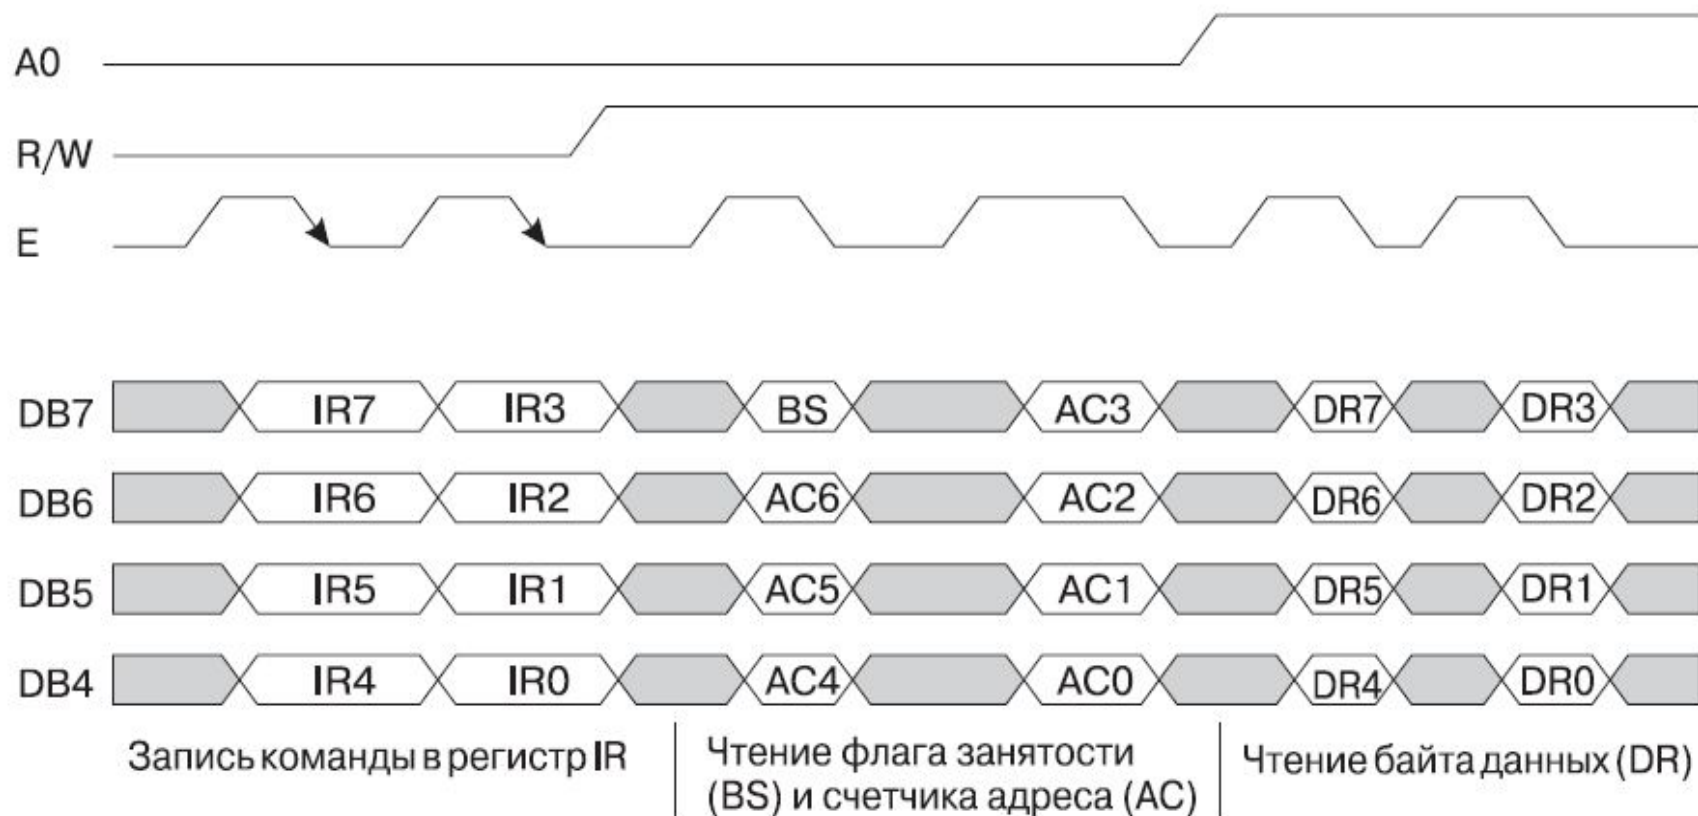 A0
R/W
E
DB7 IR7 IR3 BS AC3 DR7 DR3
DB6 IR6 IR2 AC6 AC2 DR6 DR2
DB5 IR5 IR1 AC5 AC1 DR5 DR1
DB4 IR4 IR0 AC4 AC0 DR4 DR0
Запись команды в регистр IR
Чтение флага занятости
(BS) и счетчика адреса (AC)
Чтение байта данных (DR)